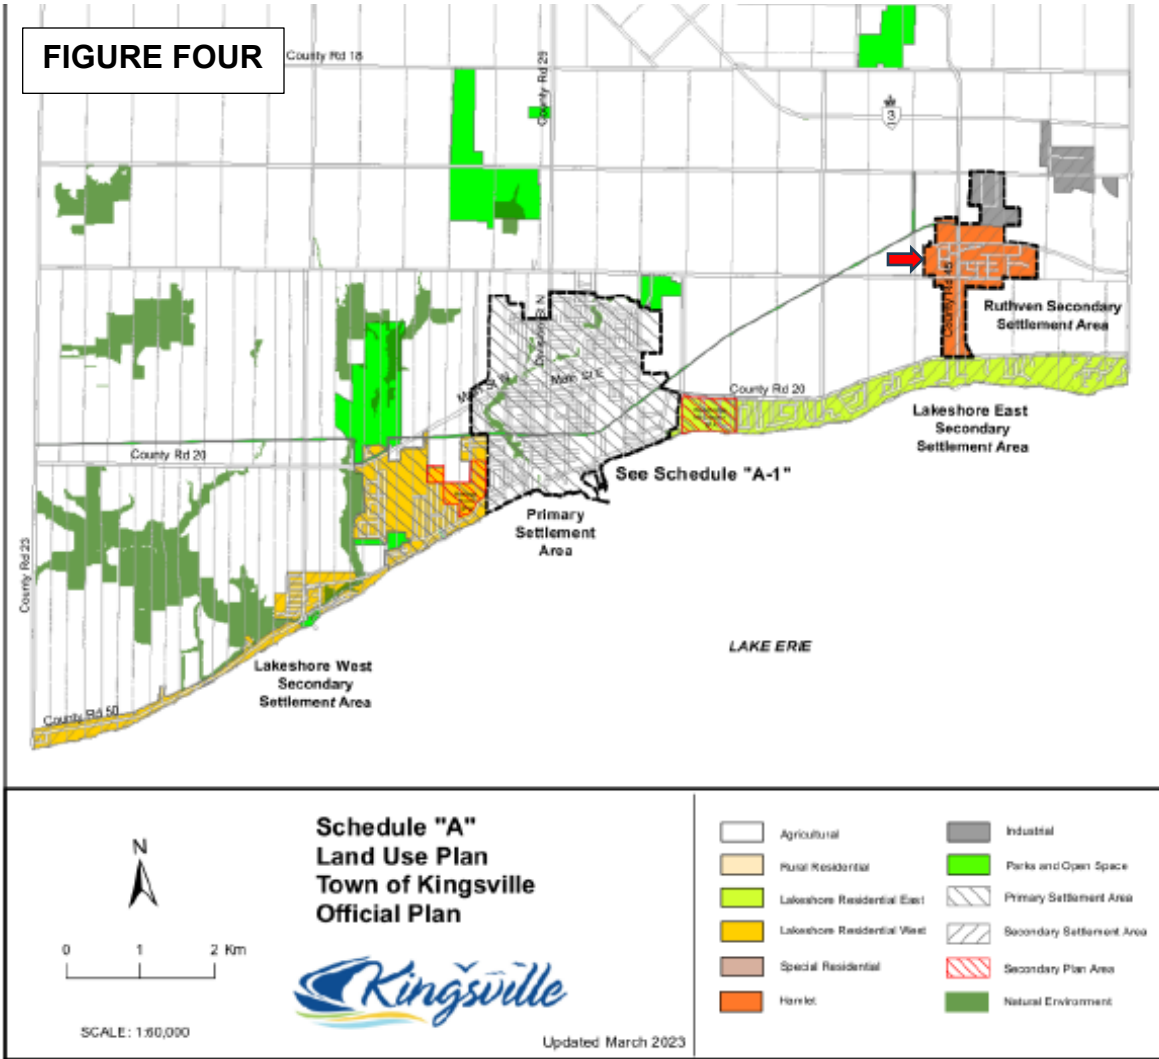 FIGURE FOUR
County Rd 18
County Rd 29
3
County Rd 45
Ruthven Secondary
Settlement Area
Division St N
Main St W
Main St E
County Rd 20
Lakeshore East
Secondary
Settlement Area
County Rd 20
See Schedule "A-1"
Primary
Settlement
Area
County Rd 23
LAKE ERIE
Lakeshore West
Secondary
Settlement Area
County Rd 50
N
0 1 2 Km
SCALE: 1:60,000
Schedule "A"
Land Use Plan
Town of Kingsville
Official Plan
Kingsville
Updated March 2023
Agricultural
Rural Residential
Lakeshore Residential East
Lakeshore Residential West
Special Residential
Hamlet
Industrial
Parks and Open Space
Primary Settlement Area
Secondary Settlement Area
Secondary Plan Area
Natural Environment